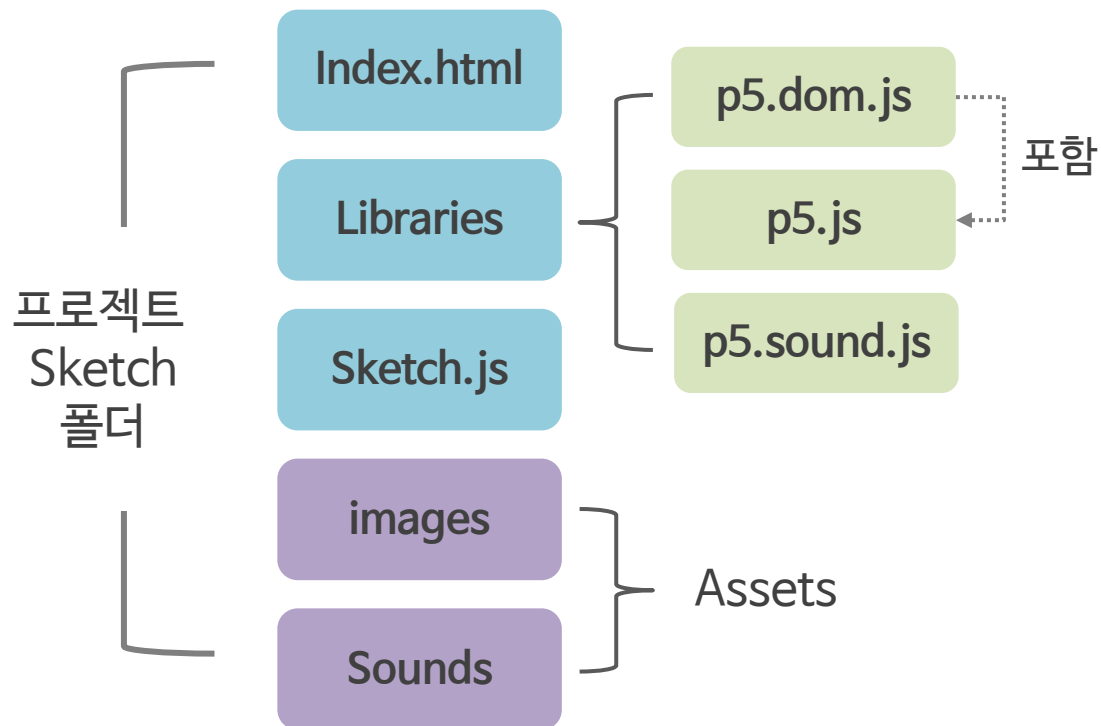 프로젝트
Sketch
폴더
Index.html
Libraries
Sketch.js
images
Sounds
p5.dom.js
p5.js
p5.sound.js
포함
Assets